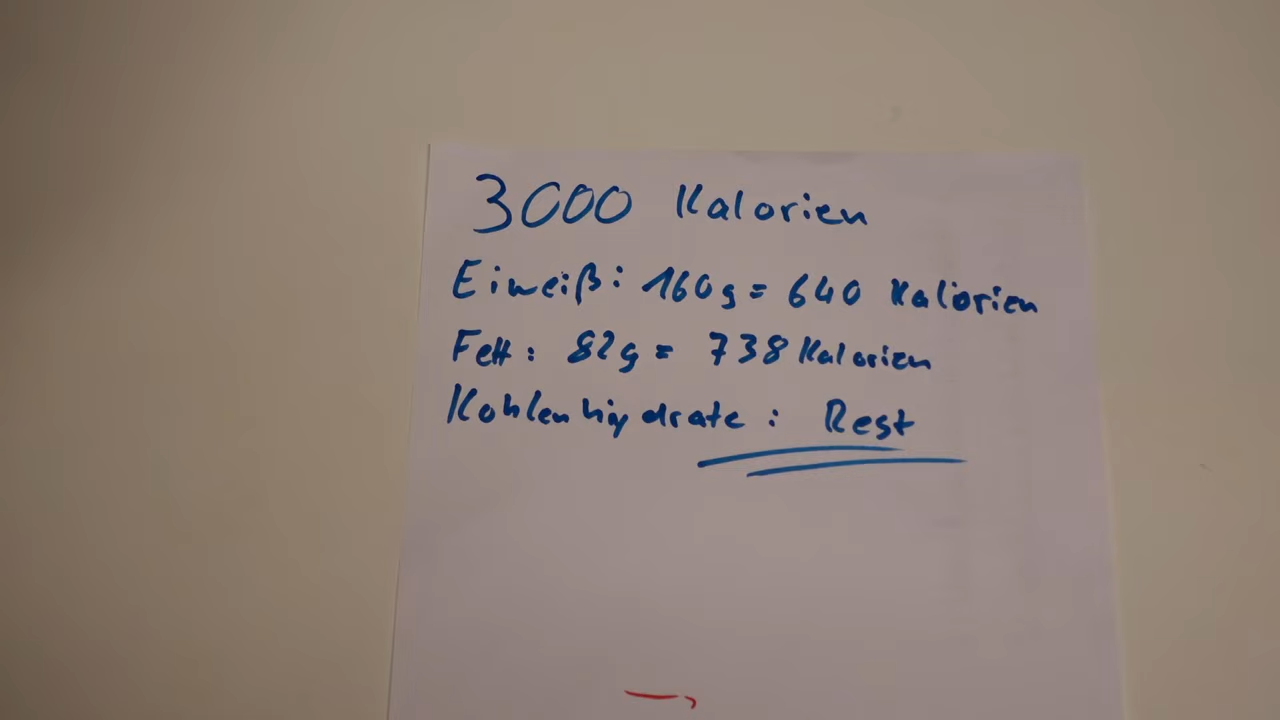 3000 Kalorien
Eiweiß: 160g = 640 Kalorien
Fett: 82g = 738 Kalorien
Kohlenhydrate: Rest